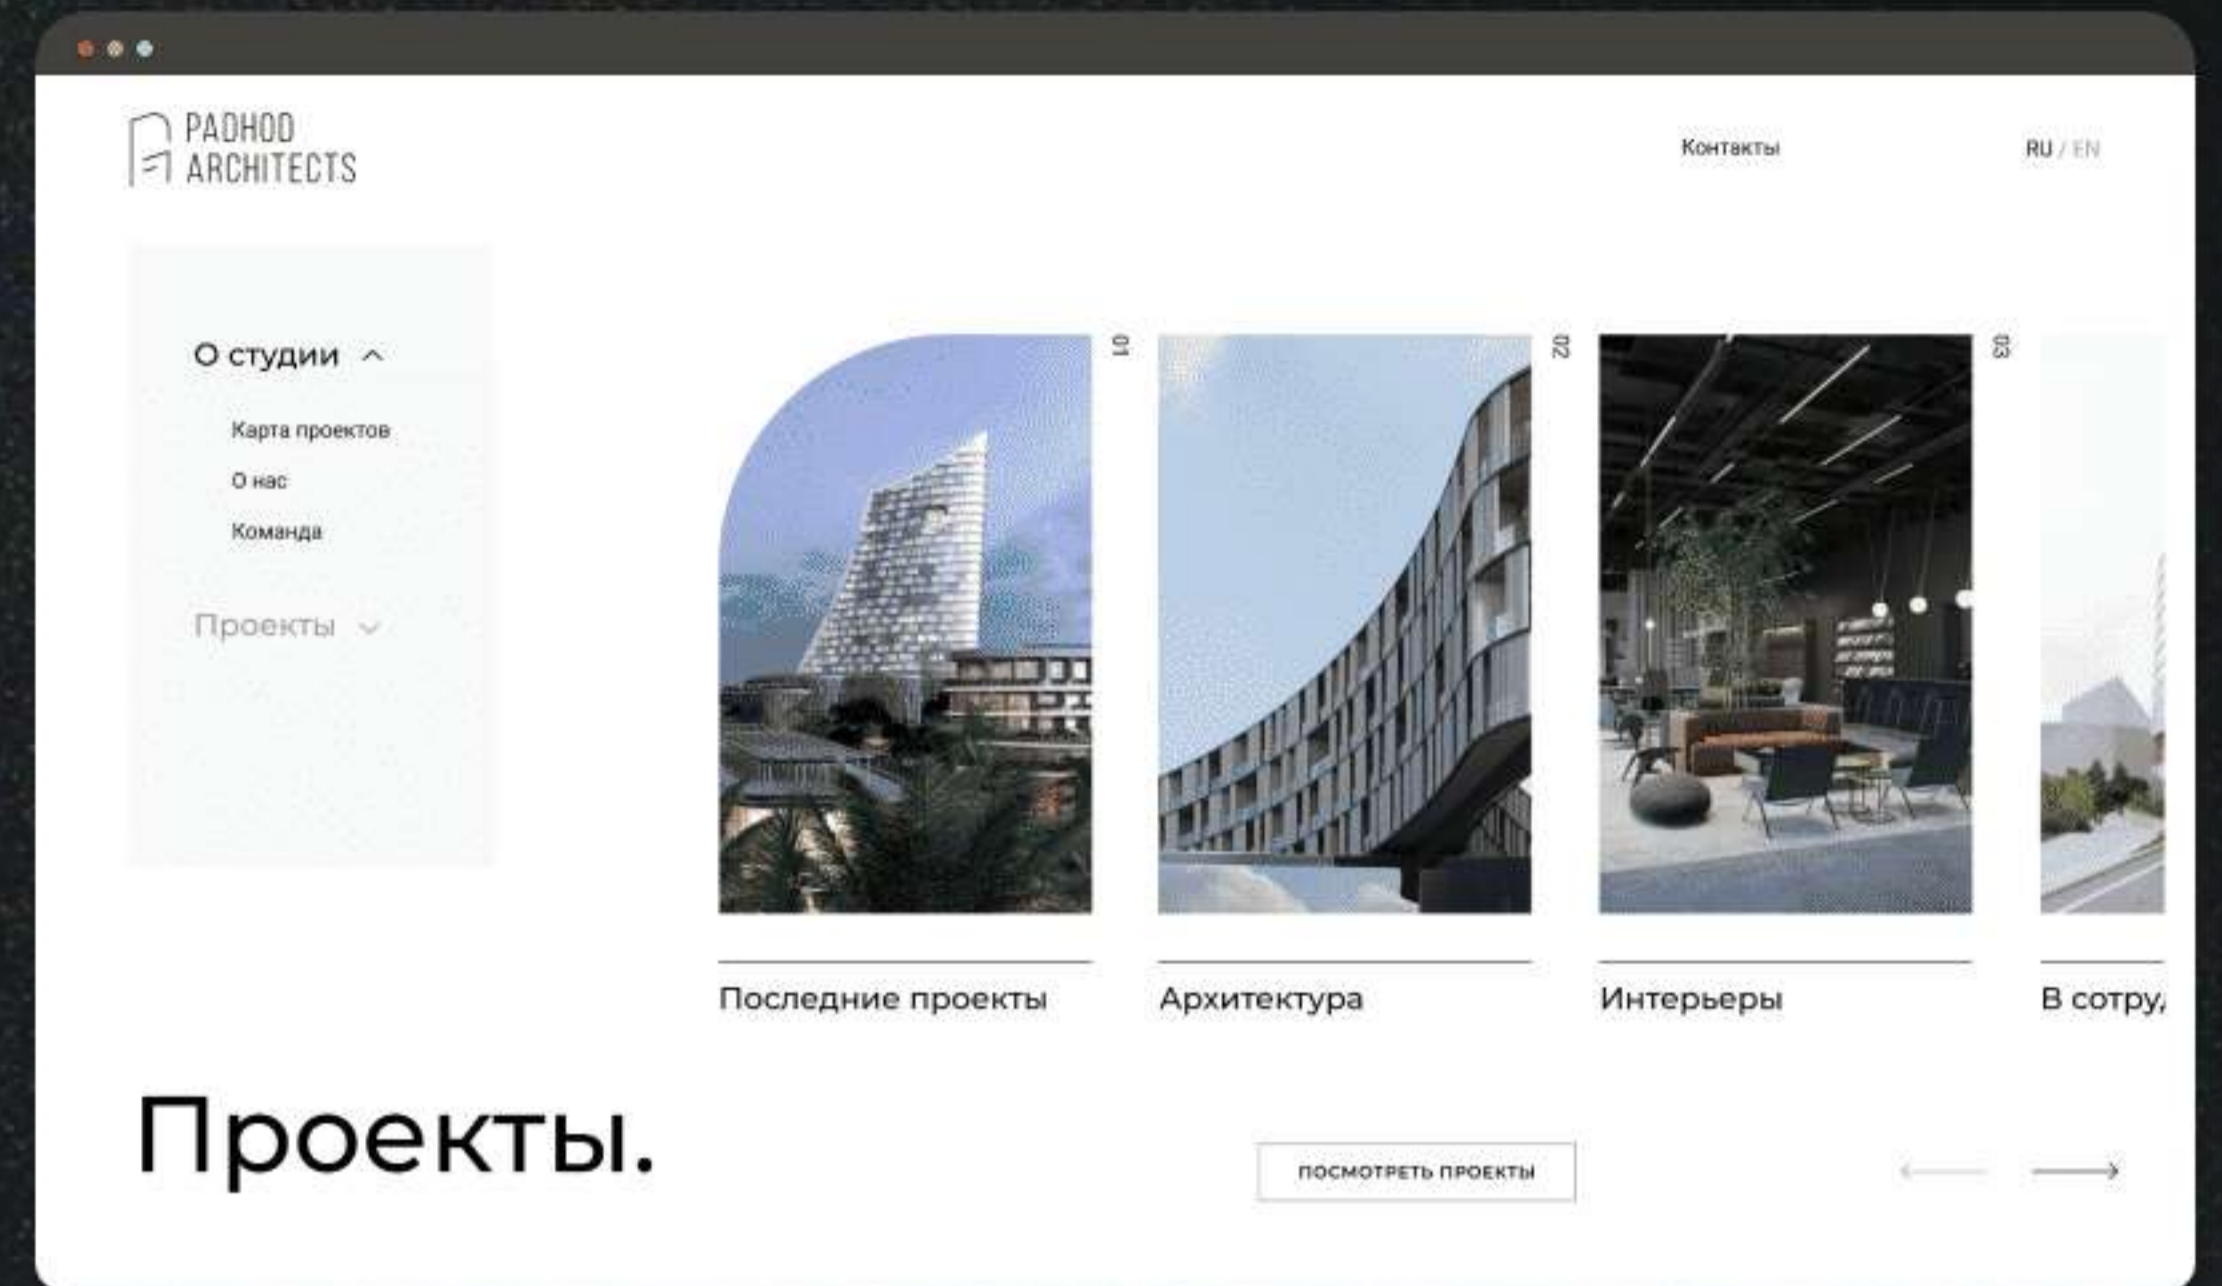 PADHOD
ARCHITECTS
Контакты
RU / EN
О студии
Карта проектов
О нас
Команда
Проекты
01
02
03
Последние проекты
Архитектура
Интерьеры
В сотру
Проекты.
ПОСМОТРЕТЬ ПРОЕКТЫ